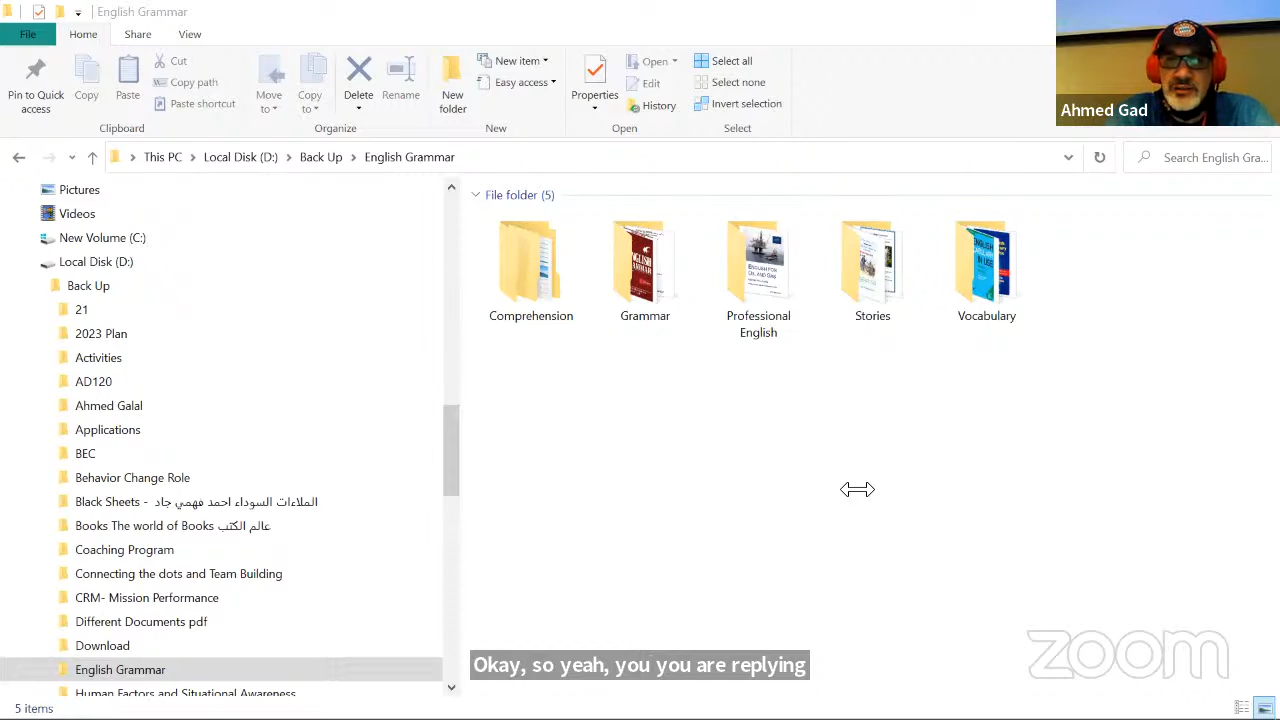 English Grammar
File
Home
Share
View
Pin to Quick
access
Copy
Paste
Cut
Copy path
Paste shortcut
Clipboard
Move
to
Copy
to
Delete
Rename
Organize
New
folder
New item
Easy access
New
Properties
Open
Edit
History
Open
Select all
Select none
Invert selection
Select
Ahmed Gad
This PC
Local Disk (D:)
Back Up
English Grammar
Search English Gra...
Pictures
Videos
New Volume (C:)
Local Disk (D:)
Back Up
21
2023 Plan
Activities
AD120
Ahmed Galal
Applications
BEC
Behavior Change Role
Black Sheets - الملاءات السوداء احمد فهمي جاد
Books The world of Books عالم الكتب
Coaching Program
Connecting the dots and Team Building
CRM- Mission Performance
Different Documents pdf
Download
English Grammar
Human Factors and Situational Awareness
File folder (5)
Comprehension
Grammar
Professional
English
Stories
Vocabulary
ENGLISH FOR
OIL AND GAS
Okay, so yeah, you you are replying
zoom
5 items